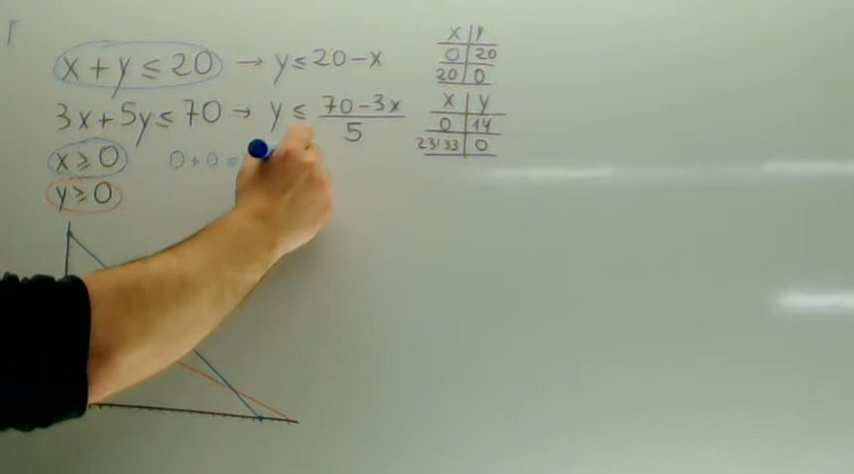 x + y ≤ 20 → y ≤ 20 - x
3x + 5y ≤ 70 → y ≤ (70 - 3x)/5
x ≥ 0
0 + 0 ≤
y ≥ 0
x | y
0 | 20
20 | 0
x | y
0 | 14
23'33 | 0